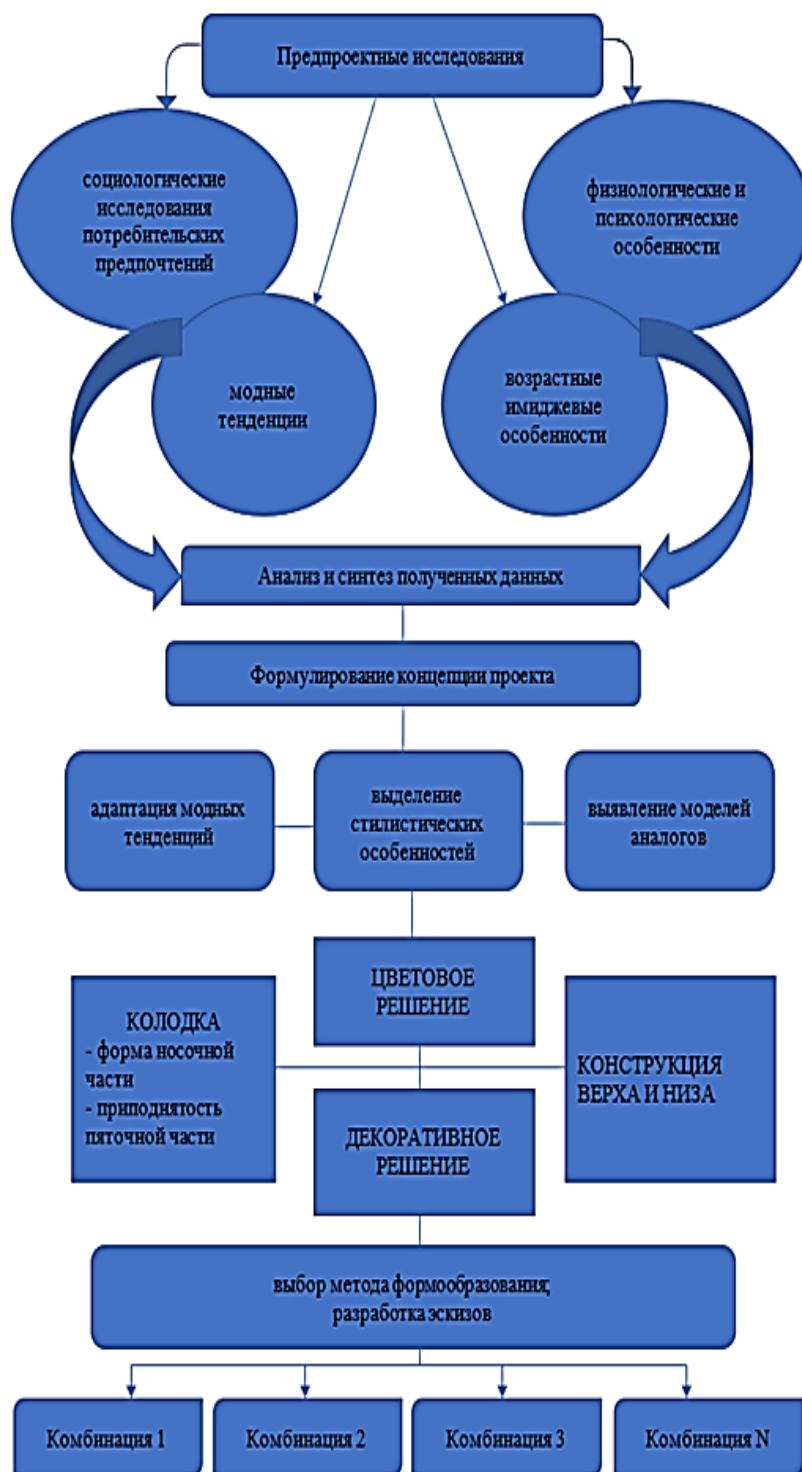 Предпроектные исследования
социологические
исследования
потребительских
предпочтений
физиологические и
психологические
особенности
модные
тенденции
возрастные
имиджевые
особенности
Анализ и синтез полученных данных
Формулирование концепции проекта
адаптация модных
тенденций
выделение
стилистических
особенностей
выявление моделей
аналогов
ЦВЕТОВОЕ
РЕШЕНИЕ
КОЛОДКА
- форма носочной
части
- приподнятость
пяточной части
КОНСТРУКЦИЯ
ВЕРХА И НИЗА
ДЕКОРАТИВНОЕ
РЕШЕНИЕ
выбор метода формообразования;
разработка эскизов
Комбинация 1
Комбинация 2
Комбинация 3
Комбинация N